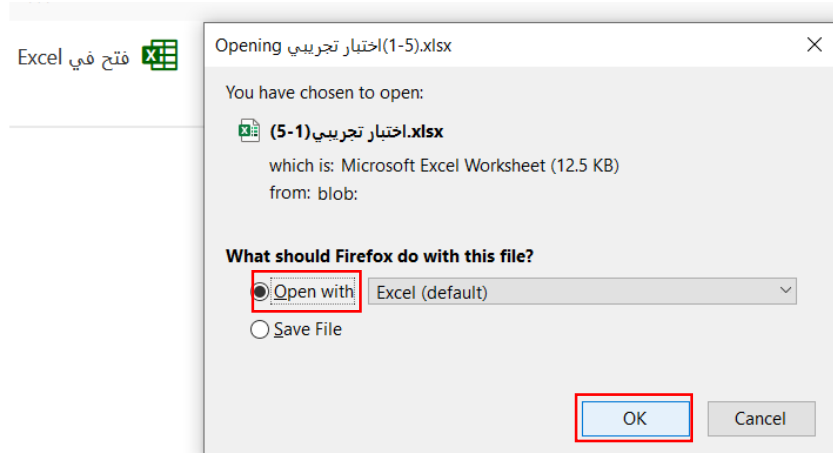 فتح في Excel
Opening اختبار تجريبي(1-5).xlsx
You have chosen to open:
اختبار تجريبي(1-5).xlsx
which is: Microsoft Excel Worksheet (12.5 KB)
from: blob:
What should Firefox do with this file?
Open with Excel (default)
Save File
OK Cancel